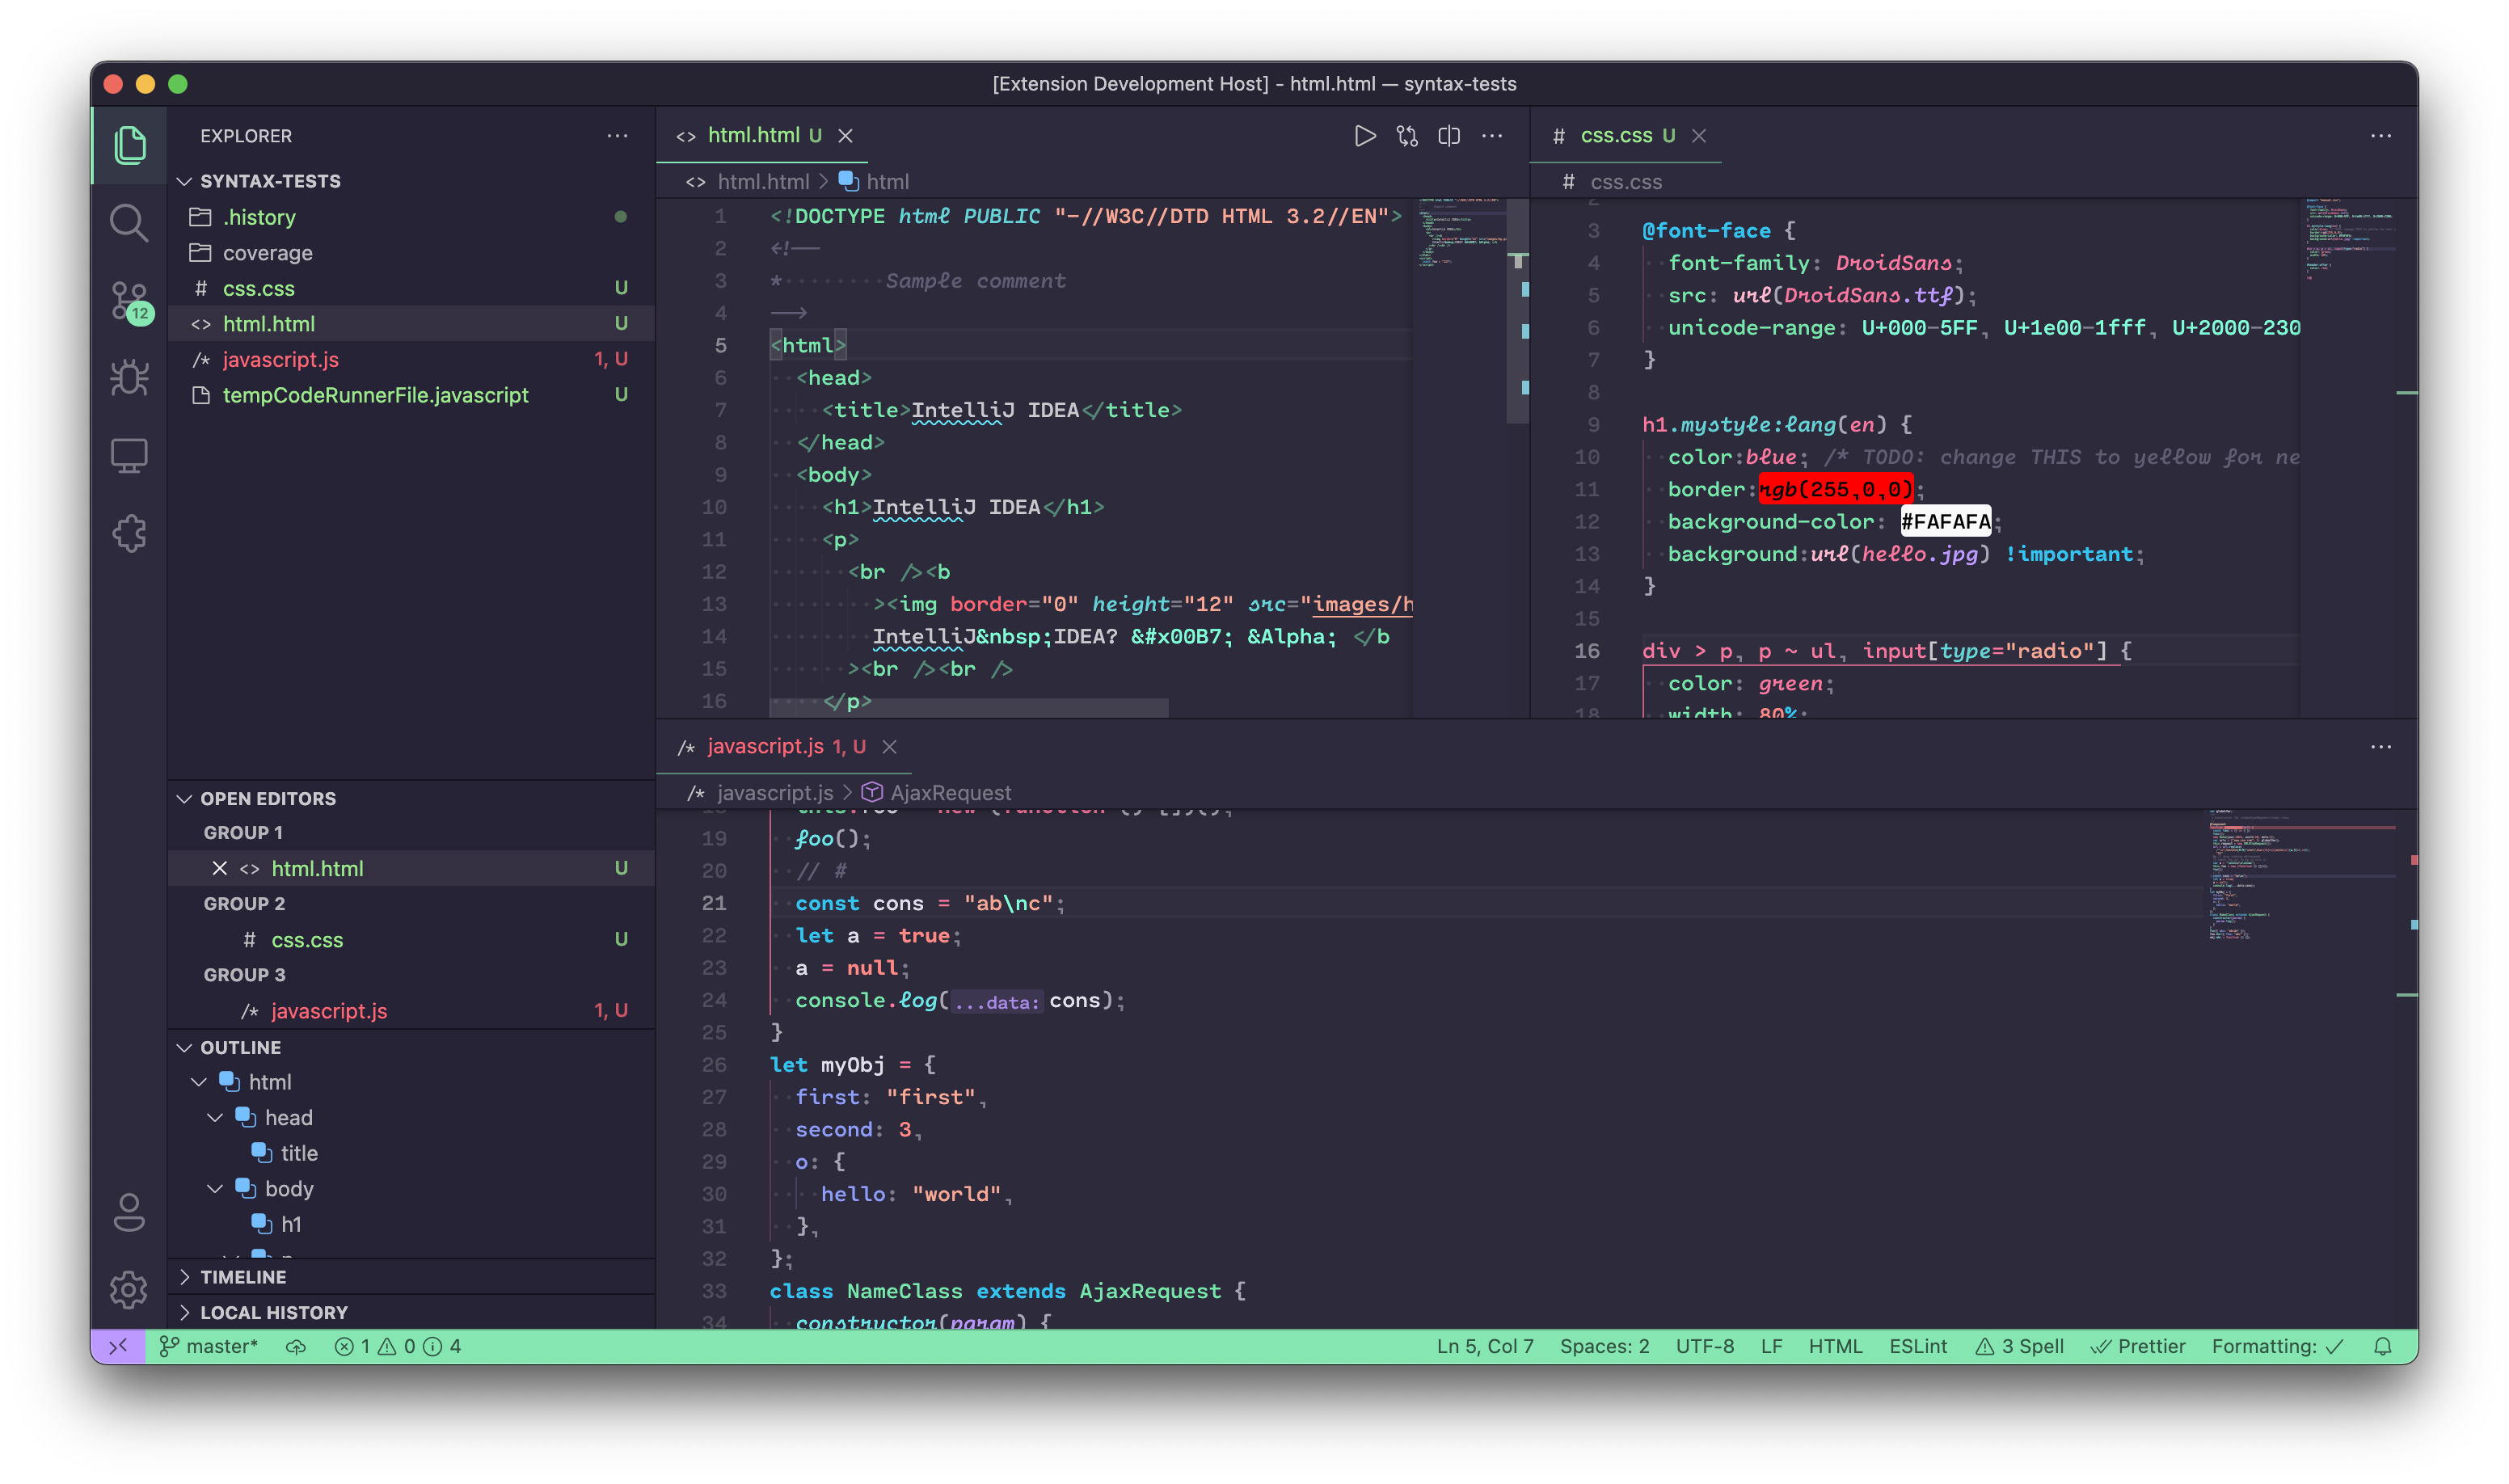 [Extension Development Host] - html.html — syntax-tests
EXPLORER
SYNTAX-TESTS
.history
coverage
# css.css U
<> html.html U
/* javascript.js 1, U
tempCodeRunnerFile.javascript U
12
OPEN EDITORS
GROUP 1
<> html.html U
GROUP 2
# css.css U
GROUP 3
/* javascript.js 1, U
OUTLINE
html
head
title
body
h1
TIMELINE
LOCAL HISTORY
<> html.html U
<> html.html > html
1 <!DOCTYPE html PUBLIC "-//W3C//DTD HTML 3.2//EN">
2 <!--
3 * Sample comment
4 -->
5 <html>
6 <head>
7 <title>IntelliJ IDEA</title>
8 </head>
9 <body>
10 <h1>IntelliJ IDEA</h1>
11 <p>
12 <br /><b
13 ><img border="0" height="12" src="images/h
14 IntelliJ&nbsp;IDEA? &#x00B7; &Alpha; </b
15 ><br /><br />
16 </p>
# css.css U
# css.css
3 @font-face {
4 font-family: DroidSans;
5 src: url(DroidSans.ttf);
6 unicode-range: U+000-5FF, U+1e00-1fff, U+2000-230
7 }
8
9 h1.mystyle:lang(en) {
10 color:blue; /* TODO: change THIS to yellow for ne
11 border:rgb(255,0,0);
12 background-color: #FAFAFA;
13 background:url(hello.jpg) !important;
14 }
15
16 div > p, p ~ ul, input[type="radio"] {
17 color: green;
18 width: 80%;
/* javascript.js 1, U
/* javascript.js > AjaxRequest
19 foo();
20 // #
21 const cons = "ab\nc";
22 let a = true;
23 a = null;
24 console.log(...data: cons);
25 }
26 let myObj = {
27 first: "first",
28 second: 3,
29 o: {
30 hello: "world",
31 },
32 };
33 class NameClass extends AjaxRequest {
34 constructor(param) {
master* 1 0 4 Ln 5, Col 7 Spaces: 2 UTF-8 LF HTML ESLint 3 Spell Prettier Formatting: